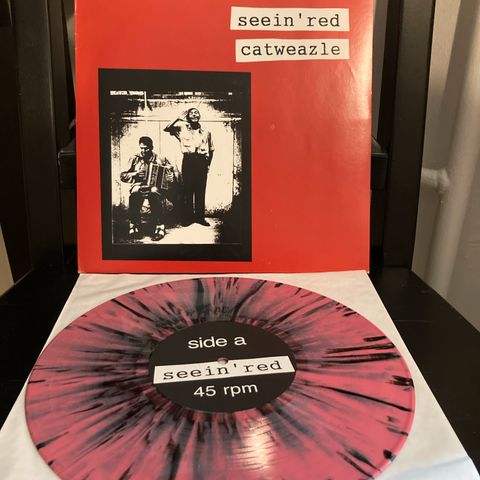 seein'red
catweazle
side a
seein'red
45 rpm